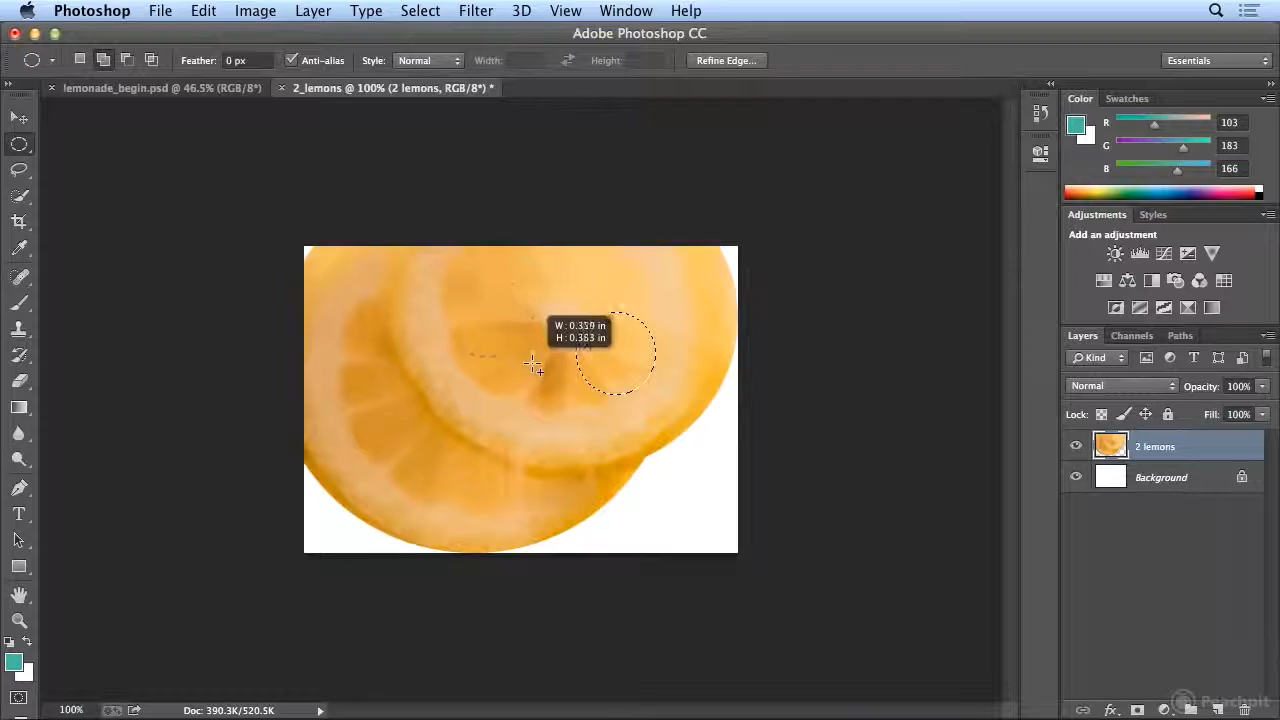 Photoshop File Edit Image Layer Type Select Filter 3D View Window Help
Adobe Photoshop CC
Feather: 0 px Anti-alias Style: Normal Width: Height: Refine Edge... Essentials
lemonade_begin.psd @ 46.5% (RGB/8*) 2_lemons @ 100% (2 lemons, RGB/8*) *
Color Swatches
R 103
G 183
B 166
Adjustments Styles
Add an adjustment
W: 0.359 in
H: 0.383 in
Layers Channels Paths
Kind
Normal Opacity: 100%
Lock: Fill: 100%
2 lemons
Background
100% Doc: 390.3K/520.5K
Peachpit